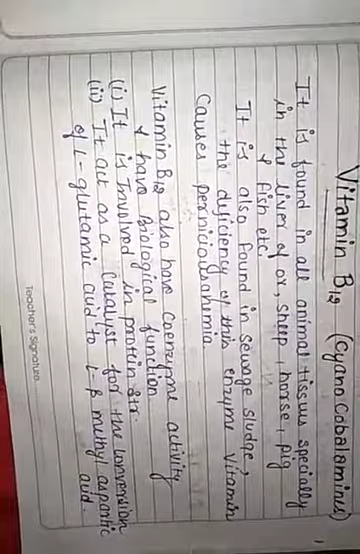 Vitamin B12 (Cyano Cobalominus)
It is found in all animal tissues specially
in the liver of ox, sheep, horse, pig
& fish etc.
It is also found in sewage sludge,
the deficiency of this enzyme Vitamin
Causes perniciousanemia
Vitamin B12 also have Coenzyme activity
& have Biological function
(i) It is Involved in protein str.
(ii) It act as a Catalyst for the conversion
of L-glutamic acid to L-β methyl aspartic
acid.
Teacher's Signature